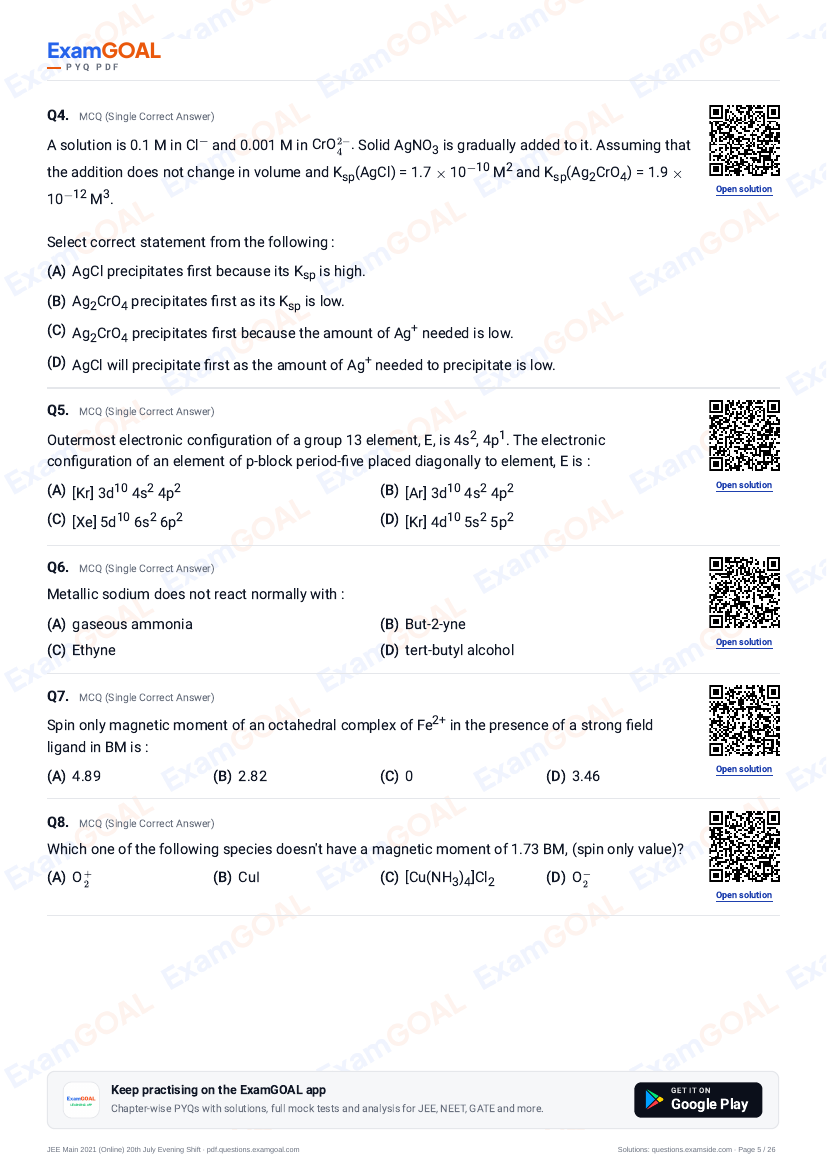 ExamGOAL
PYQ PDF
Q4. MCQ (Single Correct Answer)
A solution is 0.1 M in Cl⁻ and 0.001 M in CrO₄²⁻. Solid AgNO₃ is gradually added to it. Assuming that
the addition does not change in volume and Kₛₚ(AgCl) = 1.7 × 10⁻¹⁰ M² and Kₛₚ(Ag₂CrO₄) = 1.9 ×
10⁻¹² M³.
Open solution
Select correct statement from the following :
(A) AgCl precipitates first because its Kₛₚ is high.
(B) Ag₂CrO₄ precipitates first as its Kₛₚ is low.
(C) Ag₂CrO₄ precipitates first because the amount of Ag⁺ needed is low.
(D) AgCl will precipitate first as the amount of Ag⁺ needed to precipitate is low.
Q5. MCQ (Single Correct Answer)
Outermost electronic configuration of a group 13 element, E, is 4s², 4p¹. The electronic
configuration of an element of p-block period-five placed diagonally to element, E is :
(A) [Kr] 3d¹⁰ 4s² 4p² (B) [Ar] 3d¹⁰ 4s² 4p²
Open solution
(C) [Xe] 5d¹⁰ 6s² 6p² (D) [Kr] 4d¹⁰ 5s² 5p²
Q6. MCQ (Single Correct Answer)
Metallic sodium does not react normally with :
(A) gaseous ammonia (B) But-2-yne
Open solution
(C) Ethyne (D) tert-butyl alcohol
Q7. MCQ (Single Correct Answer)
Spin only magnetic moment of an octahedral complex of Fe²⁺ in the presence of a strong field
ligand in BM is :
(A) 4.89 (B) 2.82 (C) 0 (D) 3.46
Open solution
Q8. MCQ (Single Correct Answer)
Which one of the following species doesn't have a magnetic moment of 1.73 BM, (spin only value)?
(A) O₂⁺ (B) CuI (C) [Cu(NH₃)₄]Cl₂ (D) O₂⁻
Open solution
Keep practising on the ExamGOAL app
Chapter-wise PYQs with solutions, full mock tests and analysis for JEE, NEET, GATE and more.
GET IT ON
Google Play
JEE Main 2021 (Online) 20th July Evening Shift · pdf.questions.examgoal.com
Solutions: questions.examside.com · Page 5 / 26